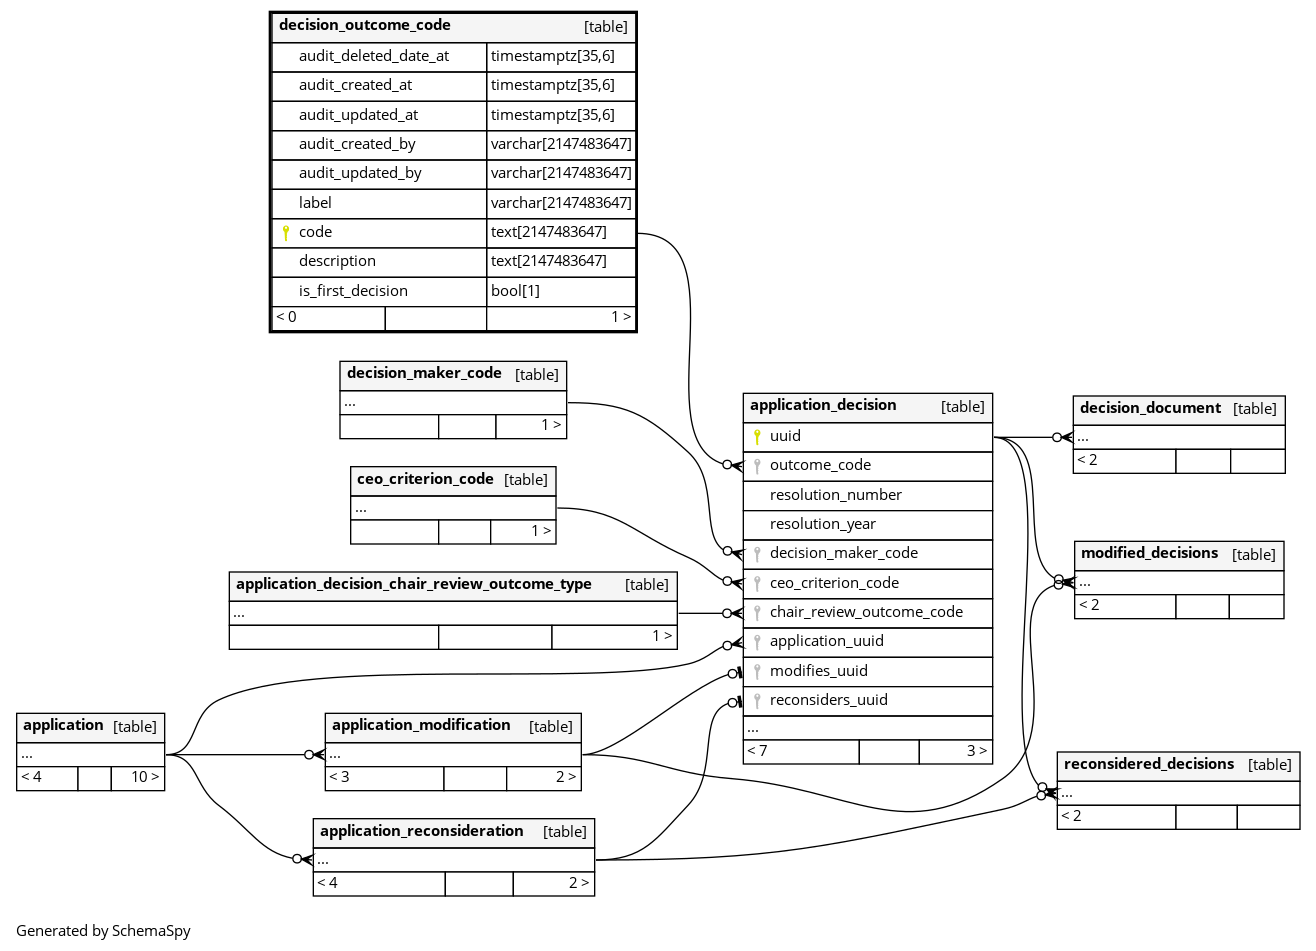 decision_outcome_code [table]
audit_deleted_date_at timestamptz[35,6]
audit_created_at timestamptz[35,6]
audit_updated_at timestamptz[35,6]
audit_created_by varchar[2147483647]
audit_updated_by varchar[2147483647]
label varchar[2147483647]
code text[2147483647]
description text[2147483647]
is_first_decision bool[1]
< 0 1 >
decision_maker_code [table]
...
1 >
ceo_criterion_code [table]
...
1 >
application_decision_chair_review_outcome_type [table]
...
1 >
application [table]
...
< 4 10 >
application_modification [table]
...
< 3 2 >
application_reconsideration [table]
...
< 4 2 >
application_decision [table]
uuid
outcome_code
resolution_number
resolution_year
decision_maker_code
ceo_criterion_code
chair_review_outcome_code
application_uuid
modifies_uuid
reconsiders_uuid
...
< 7 3 >
decision_document [table]
...
< 2
modified_decisions [table]
...
< 2
reconsidered_decisions [table]
...
< 2
Generated by SchemaSpy